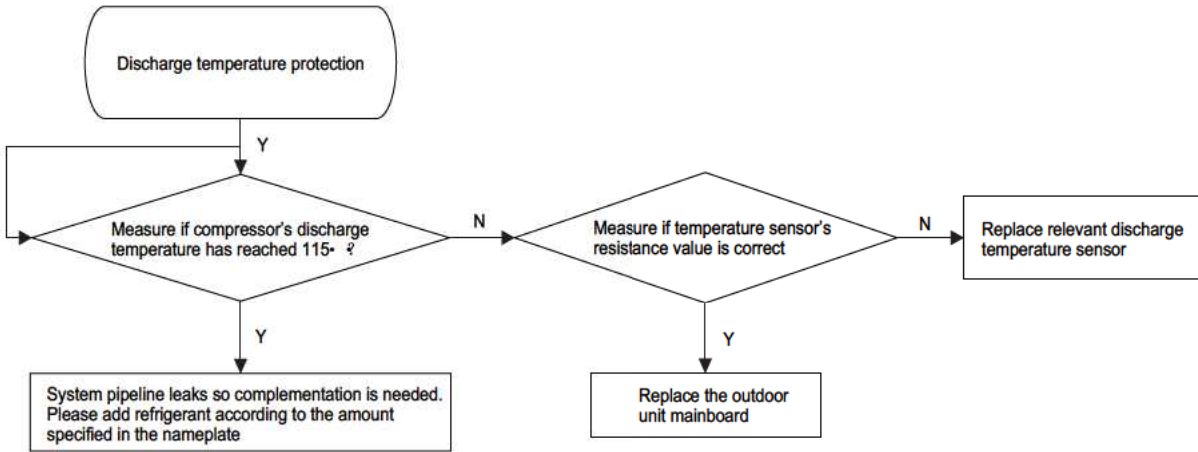 Discharge temperature protection
Y
Measure if compressor's discharge
temperature has reached 115
N
Measure if temperature sensor's
resistance value is correct
N
Replace relevant discharge
temperature sensor
Y
System pipeline leaks so complementation is needed.
Please add refrigerant according to the amount
specified in the nameplate
Y
Replace the outdoor
unit mainboard